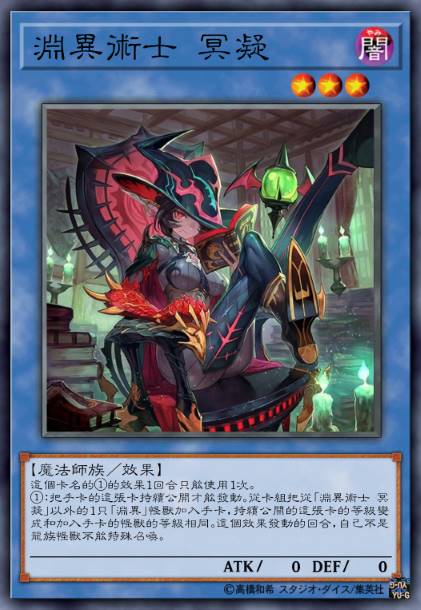 淵異術士 冥凝
闇
やみ
【魔法師族／效果】
這個卡名的①的效果1回合只能使用1次。
①:把手卡的這張卡持續公開才能發動。從卡組把從「淵異術士 冥
凝」以外的1只「淵異」怪獸加入手卡,持續公開的這張卡的等級變
成和加入手卡的怪獸的等級相同。這個效果發動的回合,自己不是
龍族怪獸不能特殊召喚。
ATK/ 0 DEF/ 0
©高橋和希 スタジオ・ダイス/集英社
YU-G